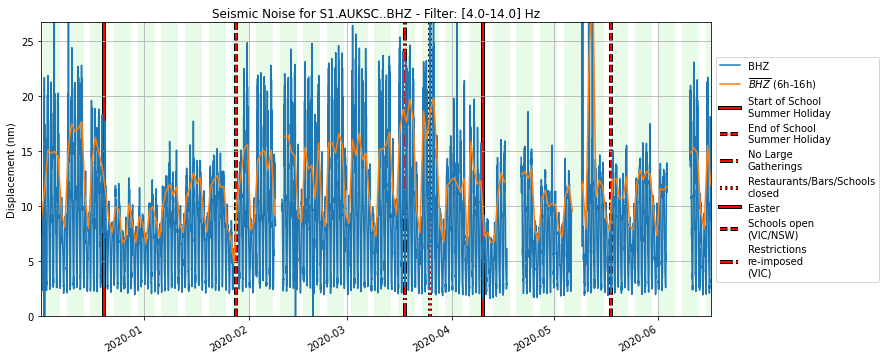 Seismic Noise for S1.AUKSC..BHZ - Filter: [4.0-14.0] Hz
Displacement (nm)
25
20
15
10
5
0
2020-01
2020-02
2020-03
2020-04
2020-05
2020-06
BHZ
BHZ (6h-16h)
Start of School
Summer Holiday
End of School
Summer Holiday
No Large
Gatherings
Restaurants/Bars/Schools
closed
Easter
Schools open
(VIC/NSW)
Restrictions
re-imposed
(VIC)